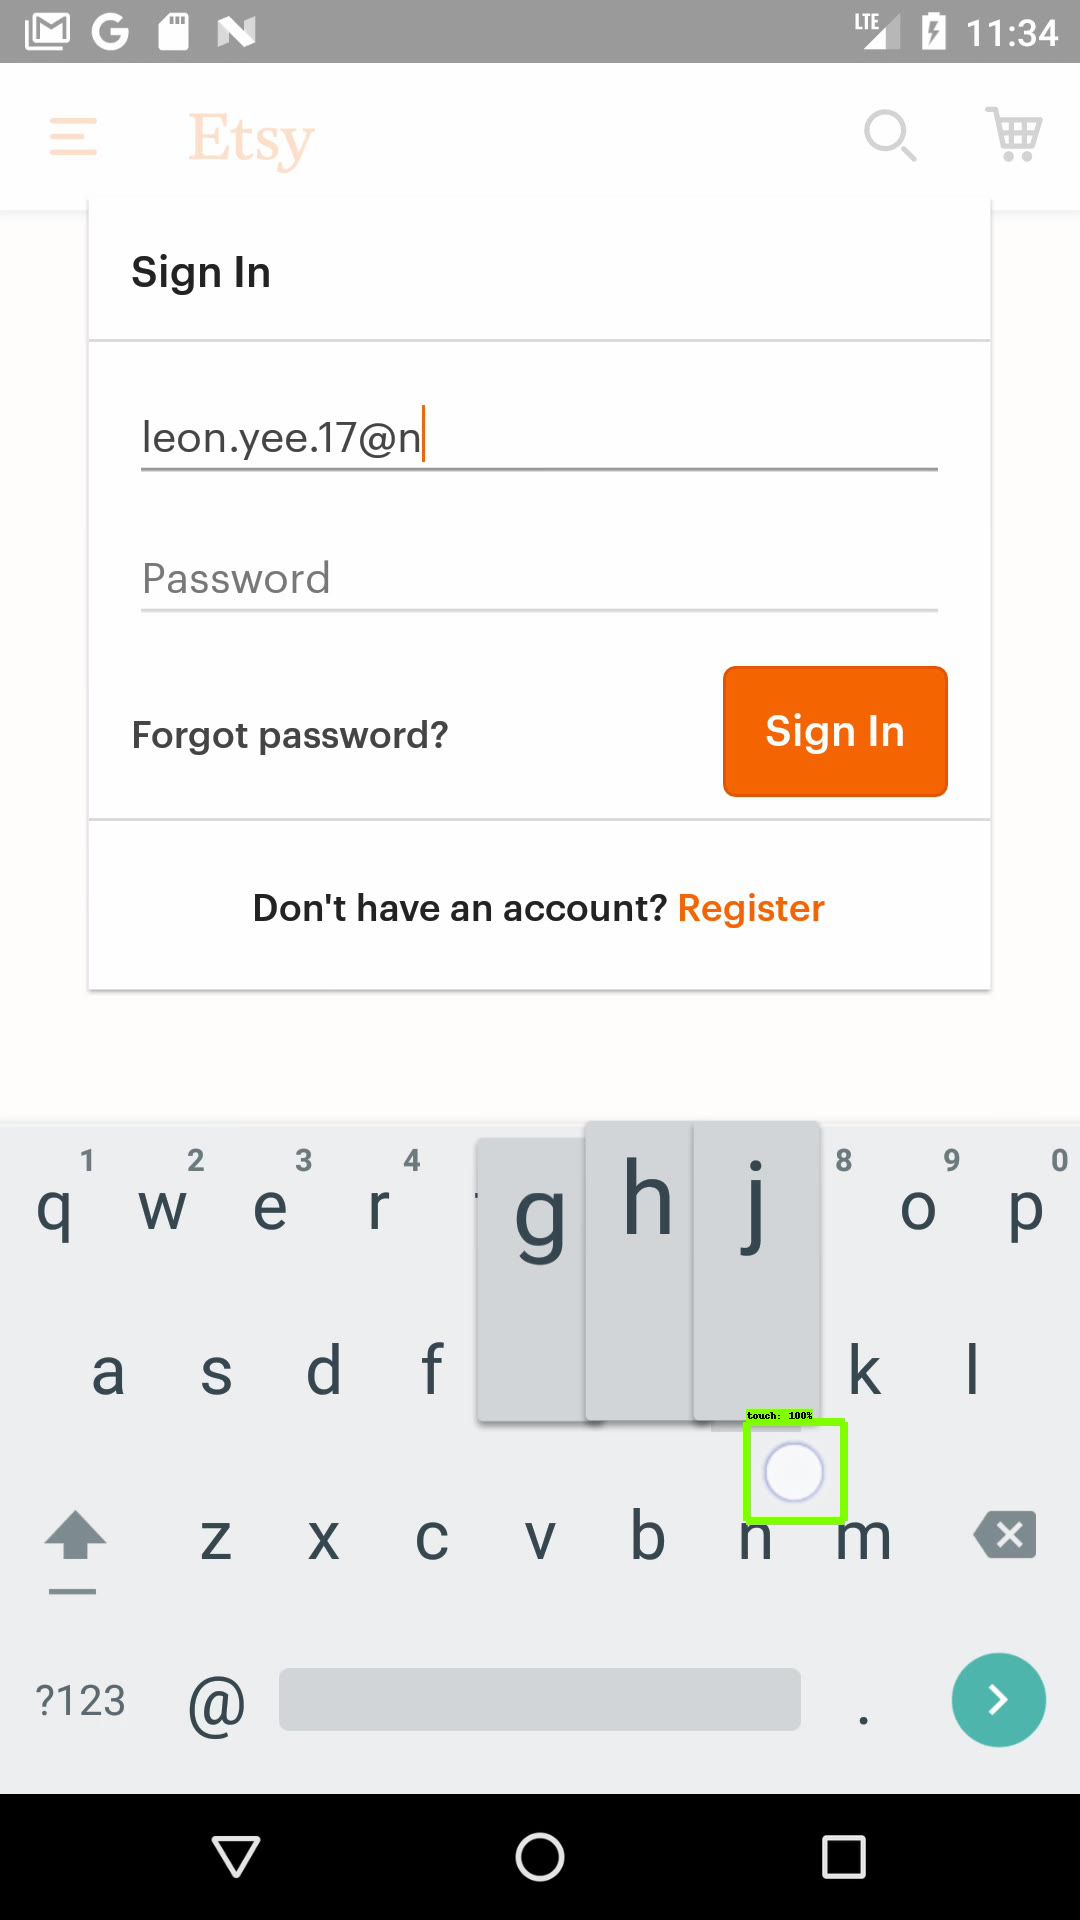 LTE 11:34
Etsy
Sign In
leon.yee.17@n
Password
Forgot password? Sign In
Don't have an account? Register
1 2 3 4 8 9 0
q w e r g h j o p
a s d f k l
touch: 100%
z x c v b n m
?123 @ .